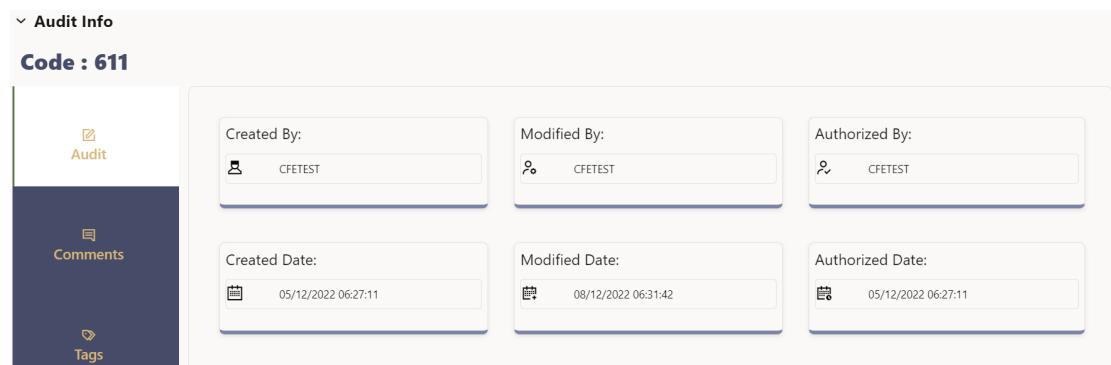 Audit Info
Code : 611
Audit
Comments
Tags
Created By:
CFETEST
Modified By:
CFETEST
Authorized By:
CFETEST
Created Date:
05/12/2022 06:27:11
Modified Date:
08/12/2022 06:31:42
Authorized Date:
05/12/2022 06:27:11